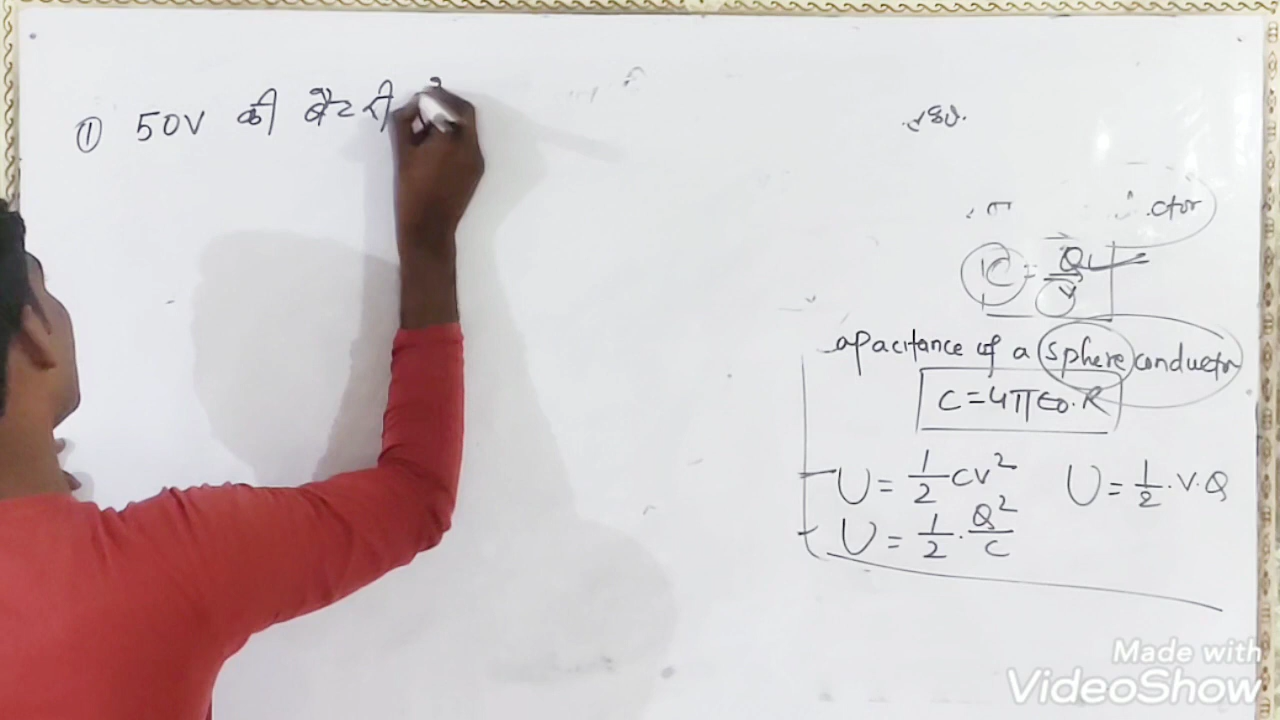 ① 50V की बैटरी
ctor
C = Q/V
apacitance of a sphere conductor
C = 4πϵ₀.R
U = 1/2 CV² U = 1/2 .V.Q
U = 1/2 . Q²/C
Made with
VideoShow